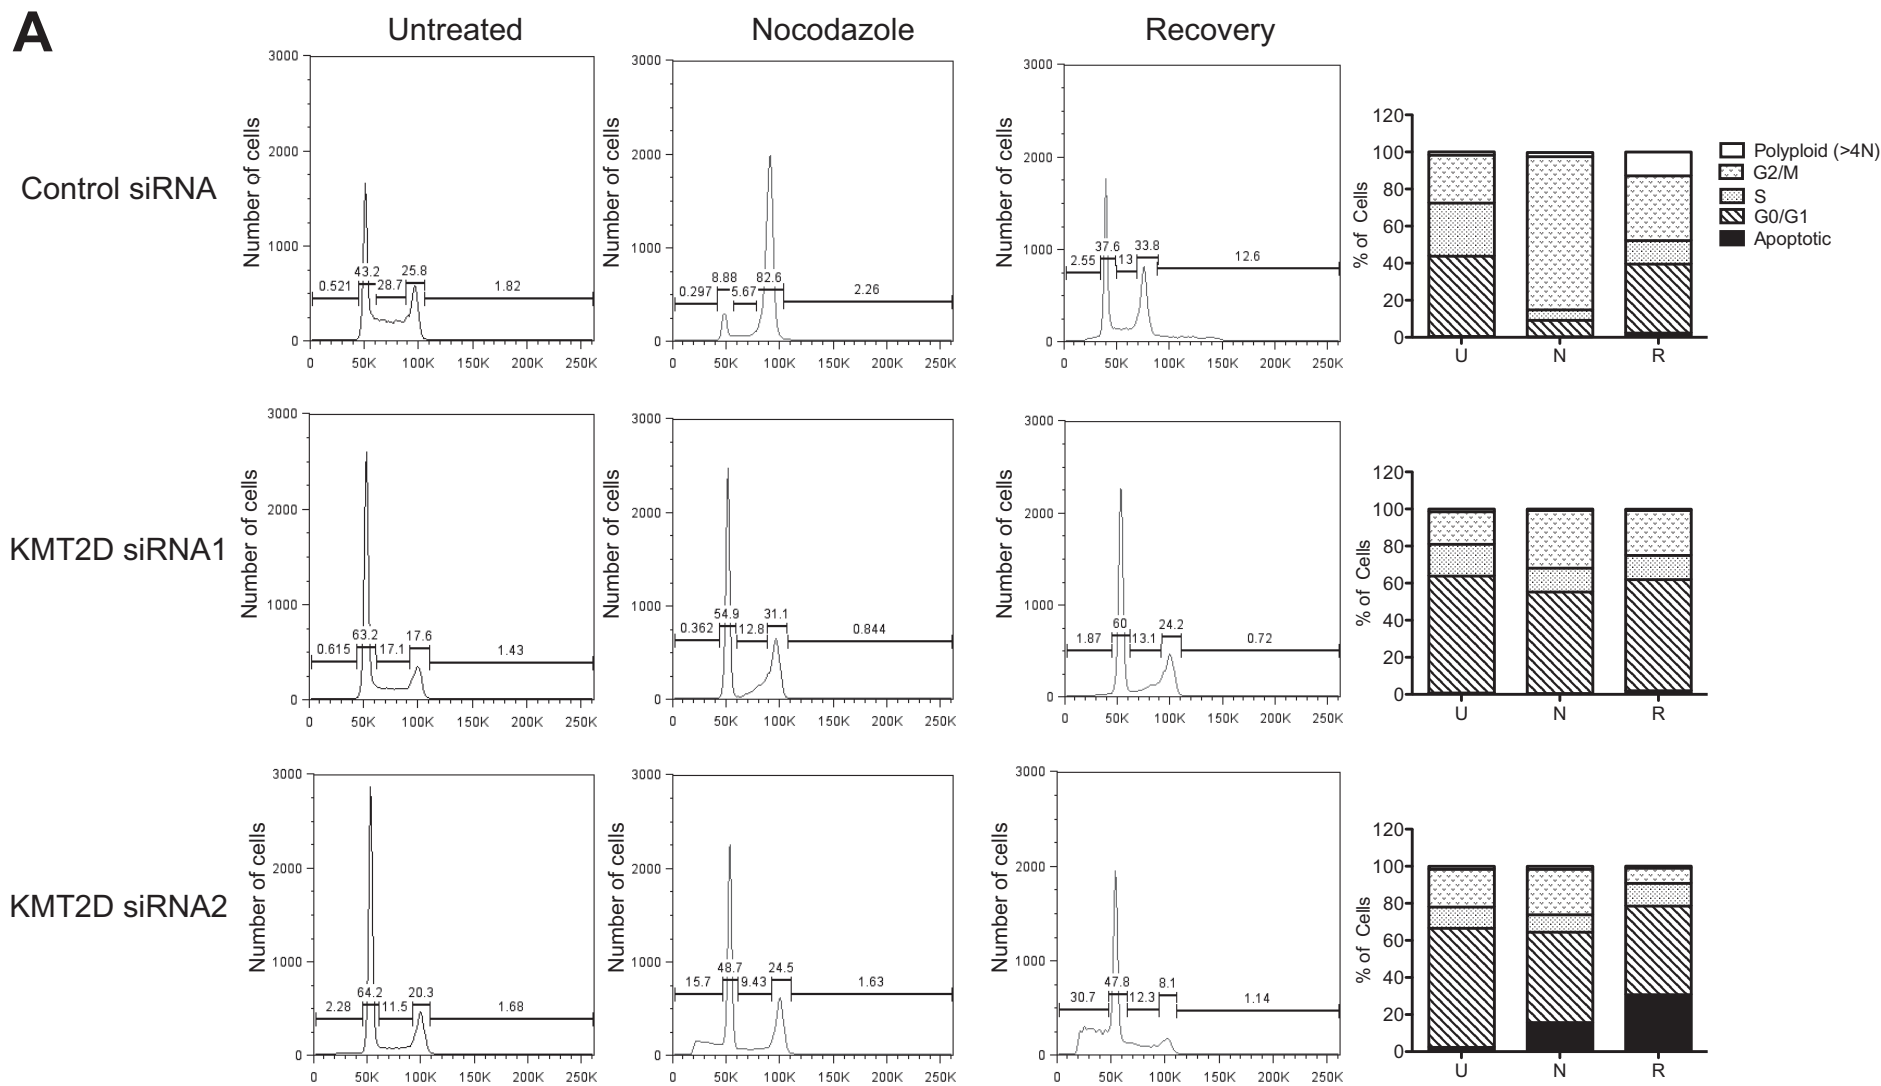 A
Untreated
Nocodazole
Recovery
Control siRNA
Number of cells
3000
2000
1000
0
0.521
43.2
28.7
25.8
1.82
0 50K 100K 150K 200K 250K
Number of cells
3000
2000
1000
0
0.297
8.88
5.67
82.6
2.26
0 50K 100K 150K 200K 250K
Number of cells
3000
2000
1000
0
2.55
37.6
13
33.8
12.6
0 50K 100K 150K 200K 250K
% of Cells
120
100
80
60
40
20
0
U N R
Polyploid (>4N)
G2/M
S
G0/G1
Apoptotic
KMT2D siRNA1
Number of cells
3000
2000
1000
0
0.615
63.2
17.1
17.6
1.43
0 50K 100K 150K 200K 250K
Number of cells
3000
2000
1000
0
0.362
54.9
12.8
31.1
0.844
0 50K 100K 150K 200K 250K
Number of cells
3000
2000
1000
0
1.87
60
13.1
24.2
0.72
0 50K 100K 150K 200K 250K
% of Cells
120
100
80
60
40
20
0
U N R
KMT2D siRNA2
Number of cells
3000
2000
1000
0
2.28
64.2
11.5
20.3
1.68
0 50K 100K 150K 200K 250K
Number of cells
3000
2000
1000
0
15.7
48.7
9.43
24.5
1.63
0 50K 100K 150K 200K 250K
Number of cells
3000
2000
1000
0
30.7
47.8
12.3
8.1
1.14
0 50K 100K 150K 200K 250K
% of Cells
120
100
80
60
40
20
0
U N R